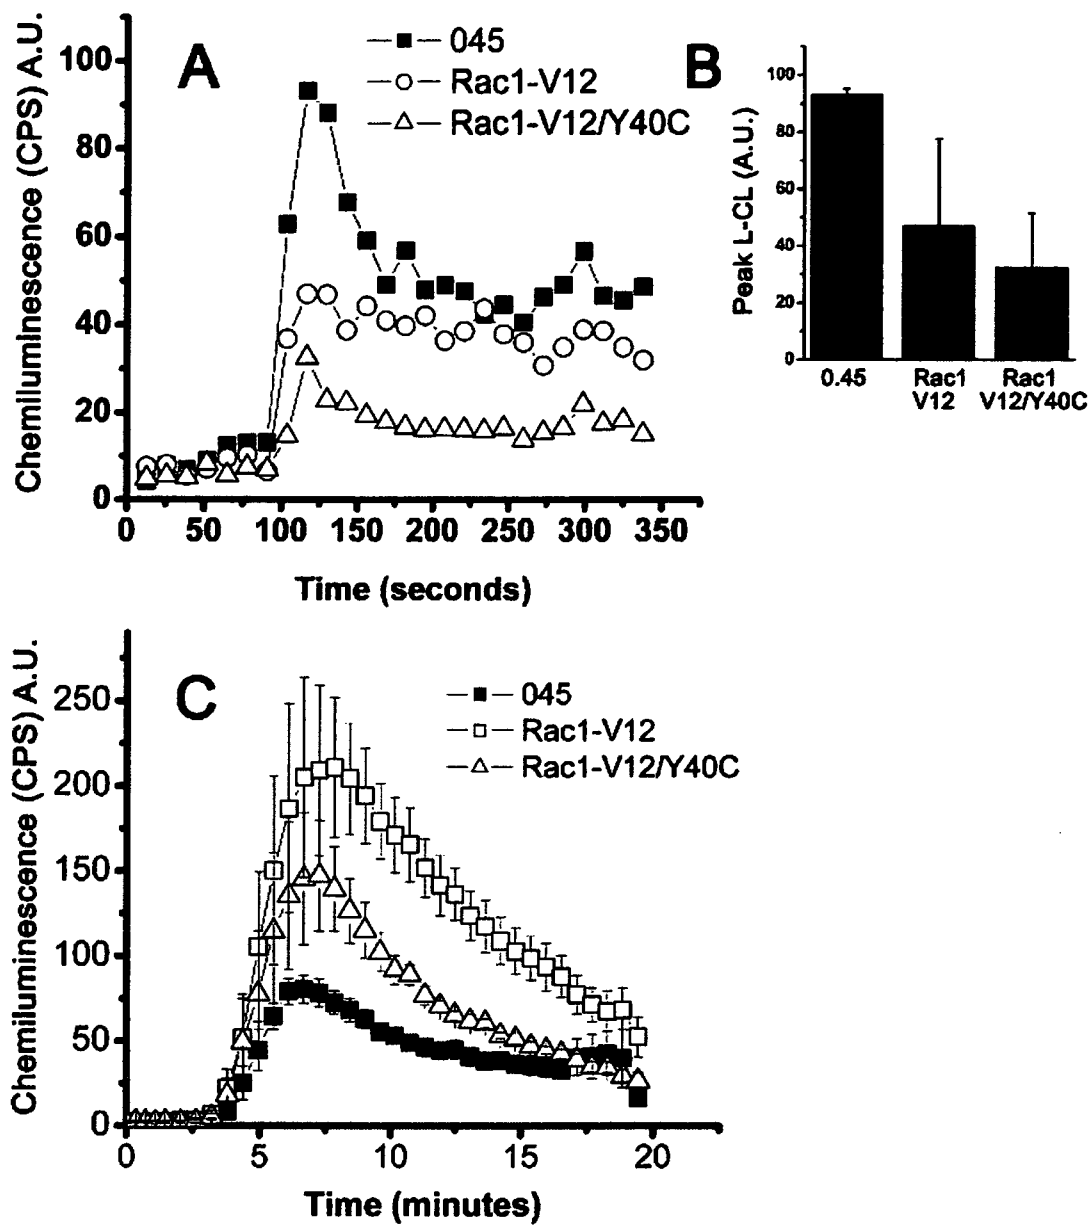 A
045
Rac1-V12
Rac1-V12/Y40C
Chemiluminescence (CPS) A.U.
100
80
60
40
20
0
0 50 100 150 200 250 300 350
Time (seconds)
B
Peak L-CL (A.U.)
100
80
60
40
20
0
0.45 Rac1 Rac1
V12 V12/Y40C
C
045
Rac1-V12
Rac1-V12/Y40C
Chemiluminescence (CPS) A.U.
250
200
150
100
50
0
0 5 10 15 20
Time (minutes)